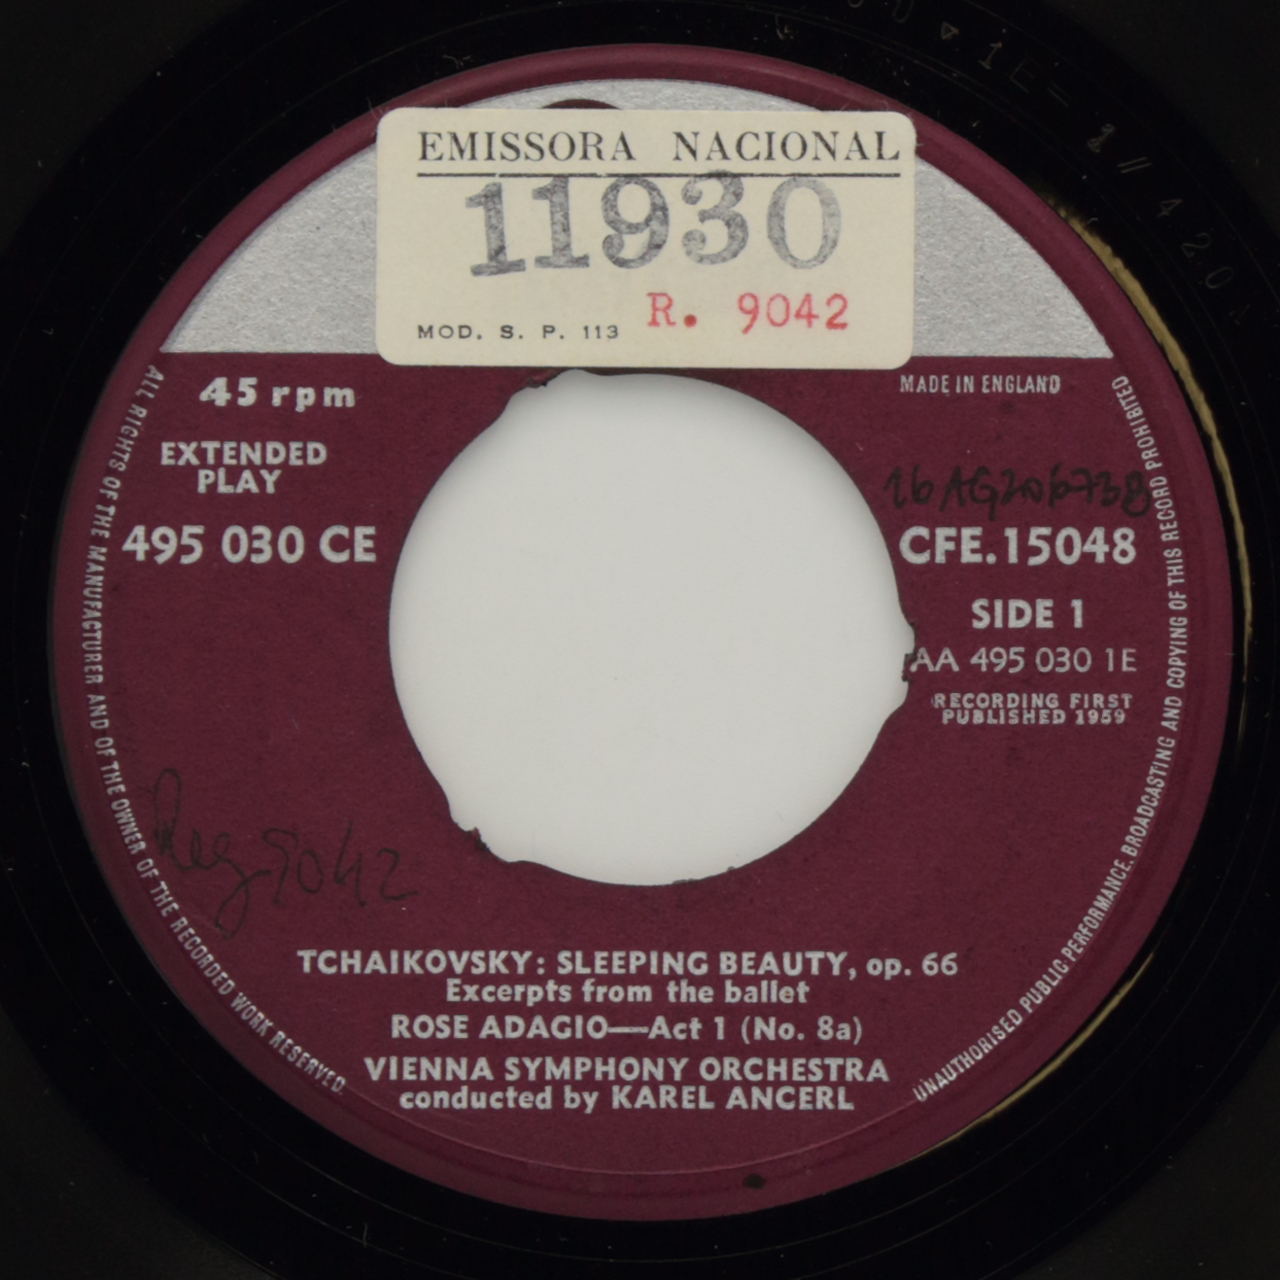 EMISSORA NACIONAL
11930
R. 9042
MOD. S. P. 113
45 rpm
EXTENDED
PLAY
495 030 CE
MADE IN ENGLAND
CFE.15048
SIDE 1
AA 495 030 1E
RECORDING FIRST
PUBLISHED 1959
Reg 9042
TCHAIKOVSKY: SLEEPING BEAUTY, op. 66
Excerpts from the ballet
ROSE ADAGIO—Act 1 (No. 8a)
VIENNA SYMPHONY ORCHESTRA
conducted by KAREL ANCERL
ALL RIGHTS OF THE MANUFACTURER AND OF THE OWNER OF THE RECORDED WORK RESERVED.
UNAUTHORISED PUBLIC PERFORMANCE, BROADCASTING AND COPYING OF THIS RECORD PROHIBITED